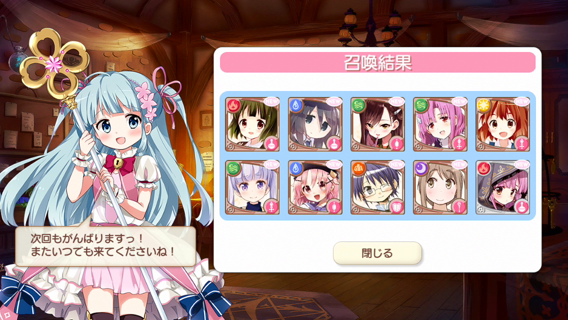 召喚結果
次回もがんばりますっ！
またいつでも来てくださいね！
閉じる